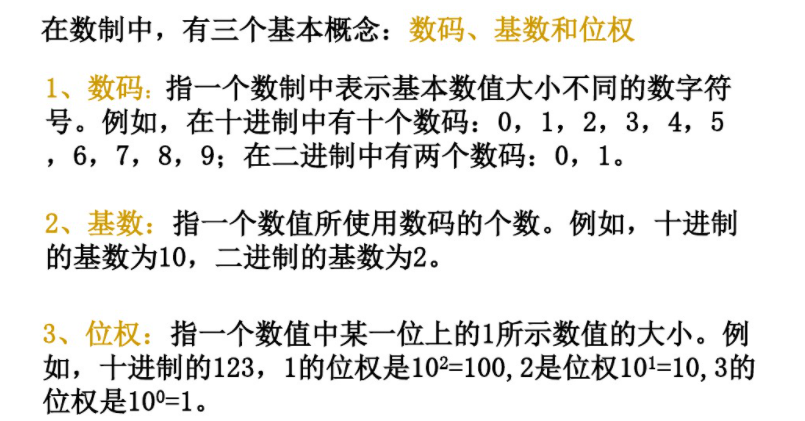 在数制中，有三个基本概念：数码、基数和位权
1、数码：指一个数制中表示基本数值大小不同的数字符
号。例如，在十进制中有十个数码：0，1，2，3，4，5
，6，7，8，9；在二进制中有两个数码：0，1。
2、基数：指一个数值所使用数码的个数。例如，十进制
的基数为10，二进制的基数为2。
3、位权：指一个数值中某一位上的1所示数值的大小。例
如，十进制的123，1的位权是10²=100,2是位权10¹=10,3的
位权是10⁰=1。